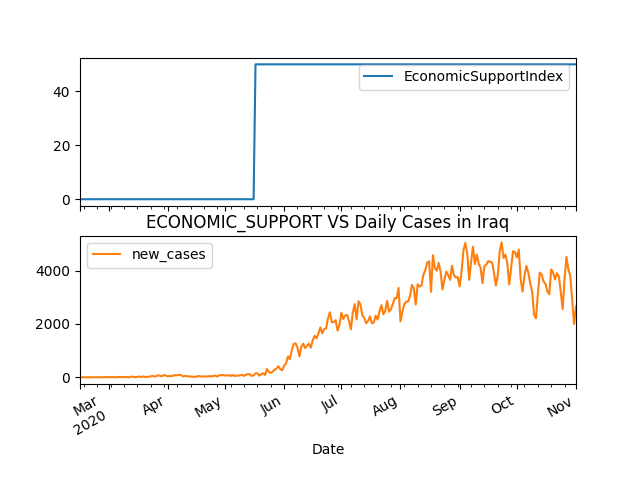 EconomicSupportIndex
40
20
0
ECONOMIC_SUPPORT VS Daily Cases in Iraq
new_cases
4000
2000
0
Mar
2020
Apr
May
Jun
Jul
Aug
Sep
Oct
Nov
Date